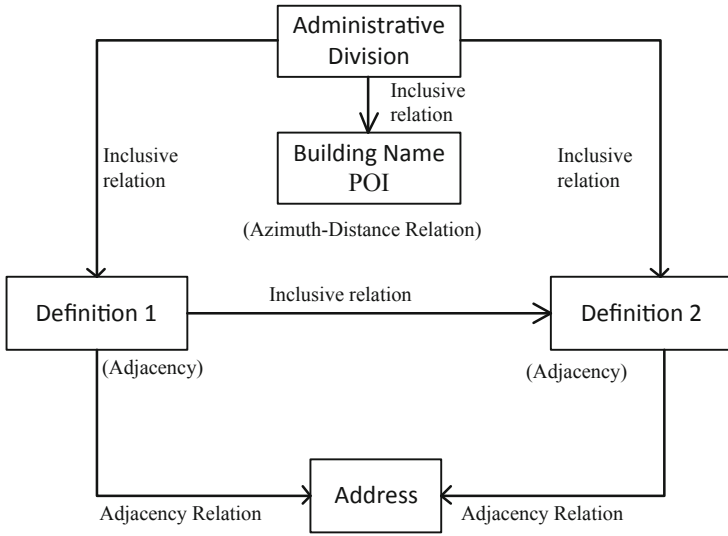 Administrative
Division
Inclusive
relation
Building Name
POI
Inclusive
relation
Inclusive
relation
(Azimuth-Distance Relation)
Definition 1
Inclusive relation
Definition 2
(Adjacency)
(Adjacency)
Address
Adjacency Relation
Adjacency Relation